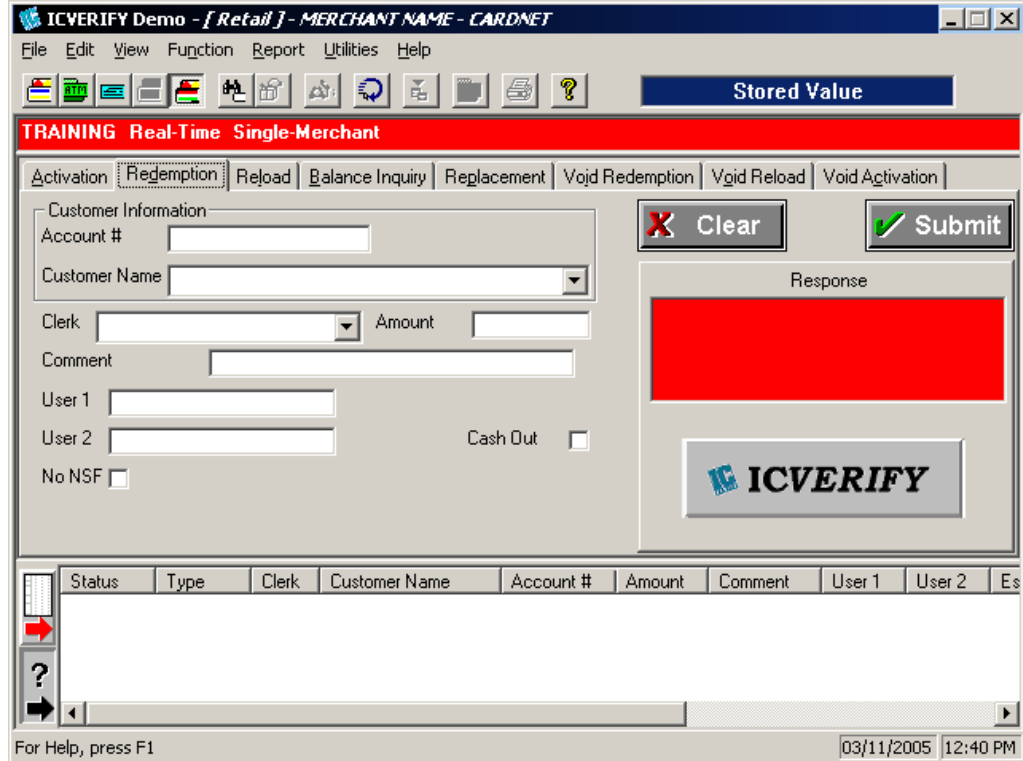 ICVERIFY Demo - [ Retail ] - MERCHANT NAME - CARDNET
File Edit View Function Report Utilities Help
ATM ? Stored Value
TRAINING Real-Time Single-Merchant
Activation Redemption Reload Balance Inquiry Replacement Void Redemption Void Reload Void Activation
Customer Information
Account #
Customer Name
Clear Submit
Response
Clerk Amount
Comment
User 1
User 2 Cash Out
No NSF
IC ICVERIFY
Status Type Clerk Customer Name Account # Amount Comment User 1 User 2 Es
?
For Help, press F1 03/11/2005 12:40 PM